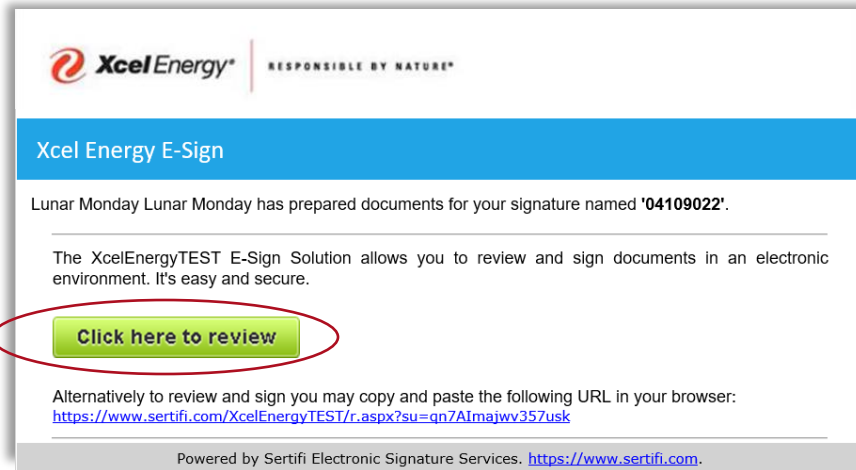 Xcel Energy®
RESPONSIBLE BY NATURE®
Xcel Energy E-Sign
Lunar Monday Lunar Monday has prepared documents for your signature named '04109022'.
The XcelEnergyTEST E-Sign Solution allows you to review and sign documents in an electronic
environment. It's easy and secure.
Click here to review
Alternatively to review and sign you may copy and paste the following URL in your browser:
https://www.sertifi.com/XcelEnergyTEST/r.aspx?su=qn7AImajwv357usk
Powered by Sertifi Electronic Signature Services. https://www.sertifi.com.